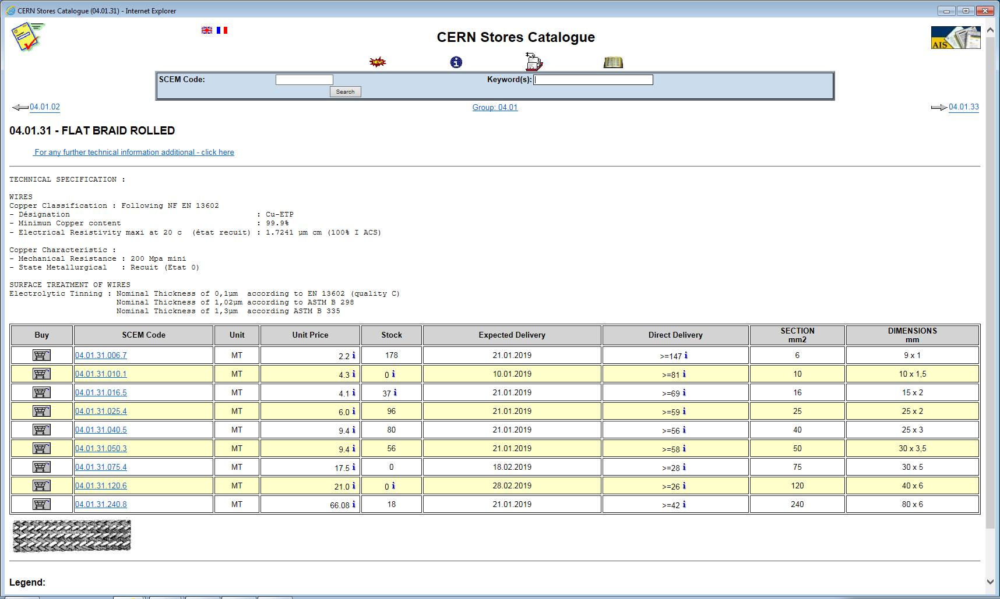 CERN Stores Catalogue (04.01.31) - Internet Explorer
CERN Stores Catalogue
AIS
NEW!
SCEM Code: Keyword(s):
Search
04.01.02 Group: 04.01 04.01.33
04.01.31 - FLAT BRAID ROLLED
For any further technical information additional - click here
TECHNICAL SPECIFICATION :
WIRES
Copper Classification : Following NF EN 13602
- Désignation : Cu-ETP
- Minimun Copper content : 99.9%
- Electrical Resistivity maxi at 20 c (état recuit) : 1.7241 µm cm (100% I ACS)
Copper Characteristic :
- Mechanical Resistance : 200 Mpa mini
- State Metallurgical : Recuit (Etat 0)
SURFACE TREATMENT OF WIRES
Electrolytic Tinning : Nominal Thickness of 0,1µm according to EN 13602 (quality C)
Nominal Thickness of 1,02µm according to ASTM B 298
Nominal Thickness of 1,3µm according ASTM B 335
Buy SCEM Code Unit Unit Price Stock Expected Delivery Direct Delivery SECTION mm2 DIMENSIONS mm
04.01.31.006.7 MT 2.2 i 178 21.01.2019 >=147 i 6 9 x 1
04.01.31.010.1 MT 4.3 i 0 i 10.01.2019 >=81 i 10 10 x 1,5
04.01.31.016.5 MT 4.1 i 37 i 21.01.2019 >=69 i 16 15 x 2
04.01.31.025.4 MT 6.0 i 96 21.01.2019 >=59 i 25 25 x 2
04.01.31.040.5 MT 9.4 i 80 21.01.2019 >=56 i 40 25 x 3
04.01.31.050.3 MT 9.4 i 56 21.01.2019 >=58 i 50 30 x 3,5
04.01.31.075.4 MT 17.5 i 0 18.02.2019 >=28 i 75 30 x 5
04.01.31.120.6 MT 21.0 i 0 i 28.02.2019 >=26 i 120 40 x 6
04.01.31.240.8 MT 66.08 i 18 21.01.2019 >=42 i 240 80 x 6
Legend: